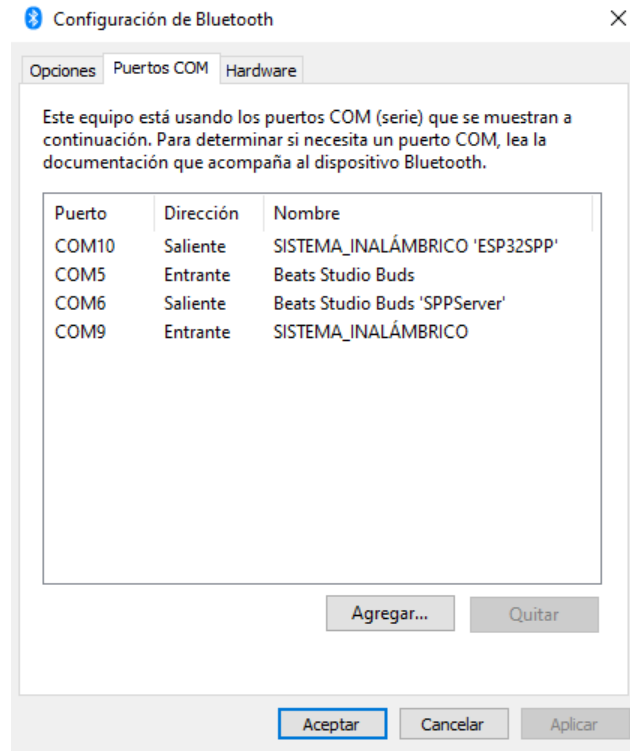 Configuración de Bluetooth
Opciones Puertos COM Hardware
Este equipo está usando los puertos COM (serie) que se muestran a
continuación. Para determinar si necesita un puerto COM, lea la
documentación que acompaña al dispositivo Bluetooth.
Puerto Dirección Nombre
COM10 Saliente SISTEMA_INALÁMBRICO 'ESP32SPP'
COM5 Entrante Beats Studio Buds
COM6 Saliente Beats Studio Buds 'SPPServer'
COM9 Entrante SISTEMA_INALÁMBRICO
Agregar... Quitar
Aceptar Cancelar Aplicar